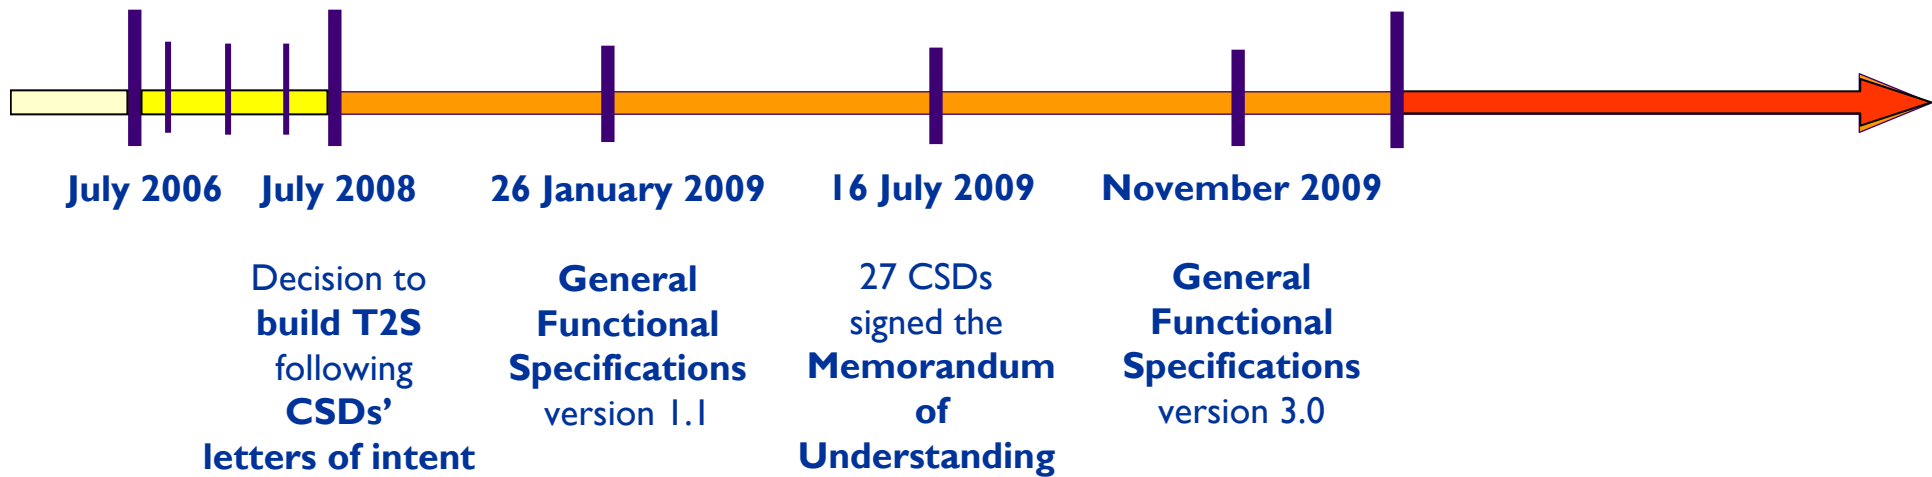 July 2006 July 2008 26 January 2009 16 July 2009 November 2009
Decision to
build T2S
following
CSDs’
letters of intent
General
Functional
Specifications
version 1.1
27 CSDs
signed the
Memorandum
of
Understanding
General
Functional
Specifications
version 3.0